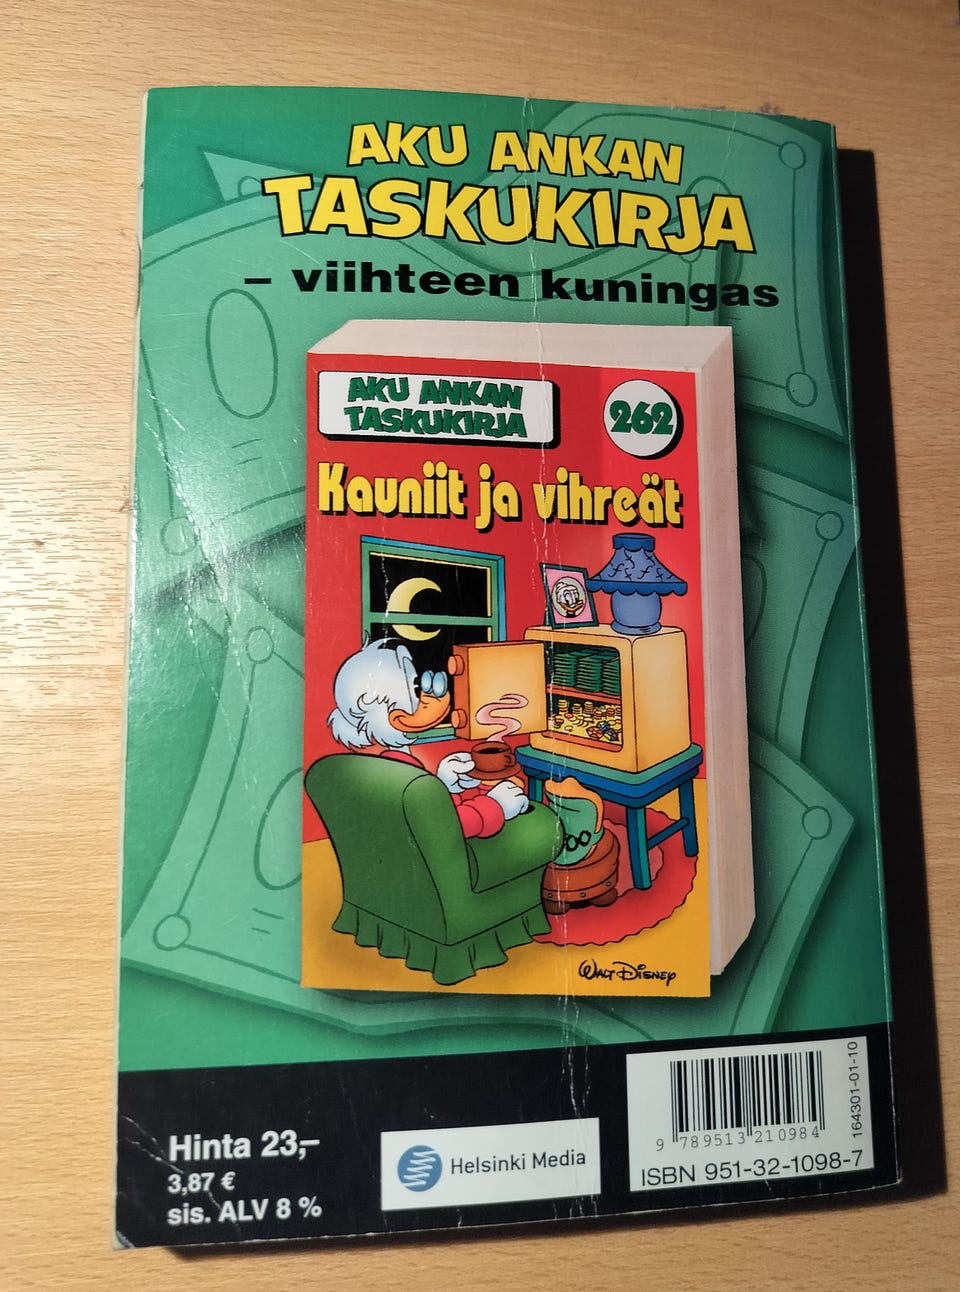 AKU ANKAN
TASKUKIRJA
– viihteen kuningas
AKU ANKAN
TASKUKIRJA
262
Kauniit ja vihreät
WALT DISNEY
Hinta 23,–
3,87 €
sis. ALV 8 %
Helsinki Media
9 789513 210984
ISBN 951-32-1098-7
164301-01-10